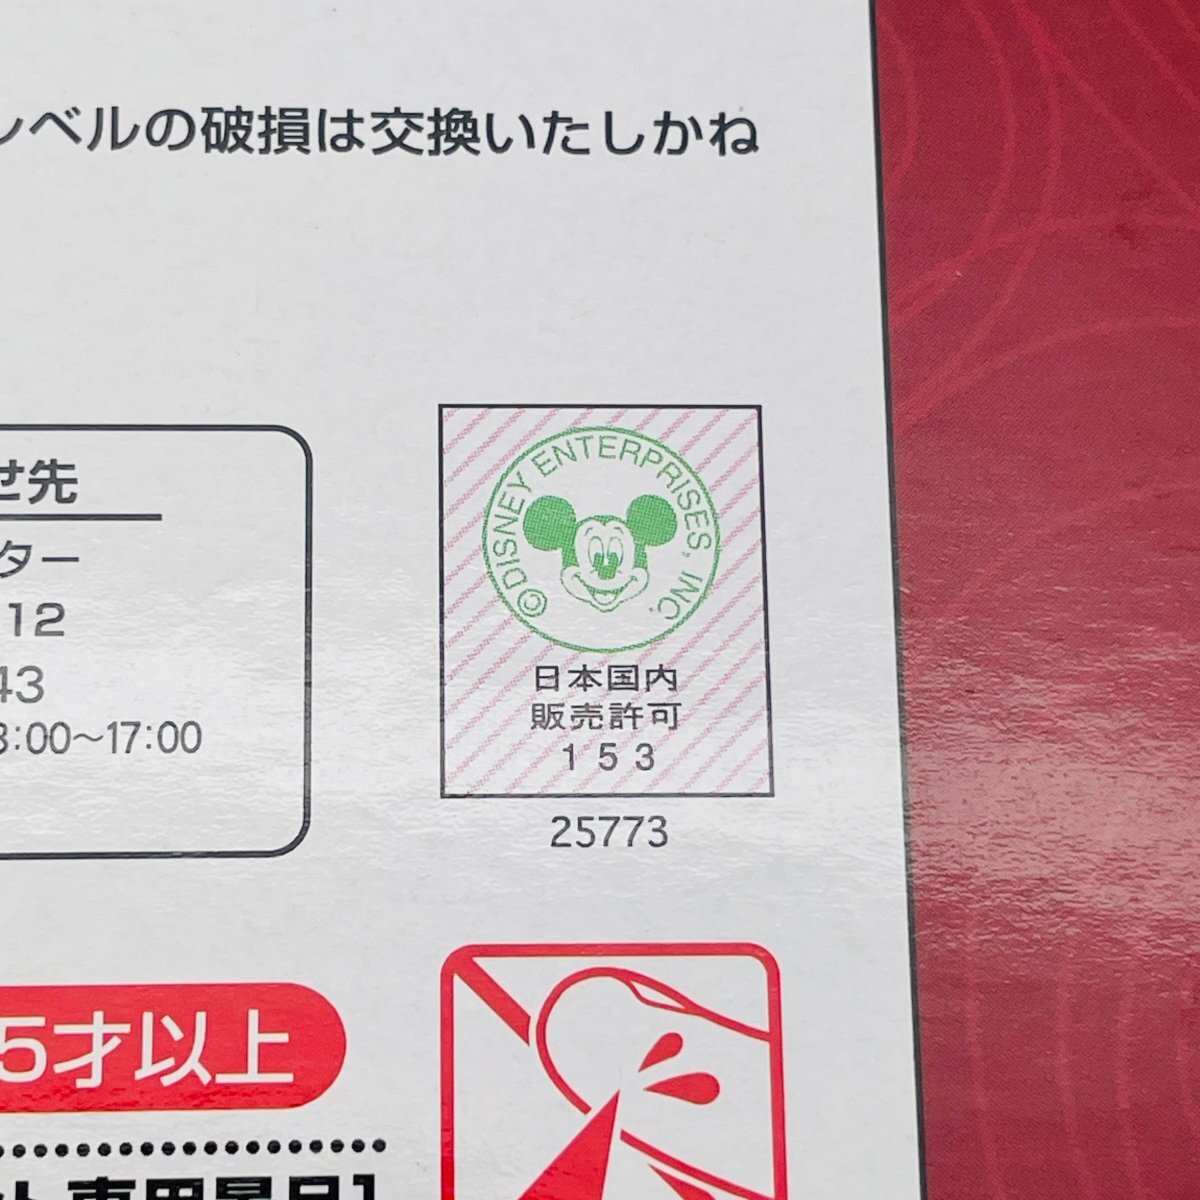 レベルの破損は交換いたしかね
せ先
ター
12
43
8:00～17:00
©DISNEY ENTERPRISES, INC.
日本国内
販売許可
153
25773
5才以上